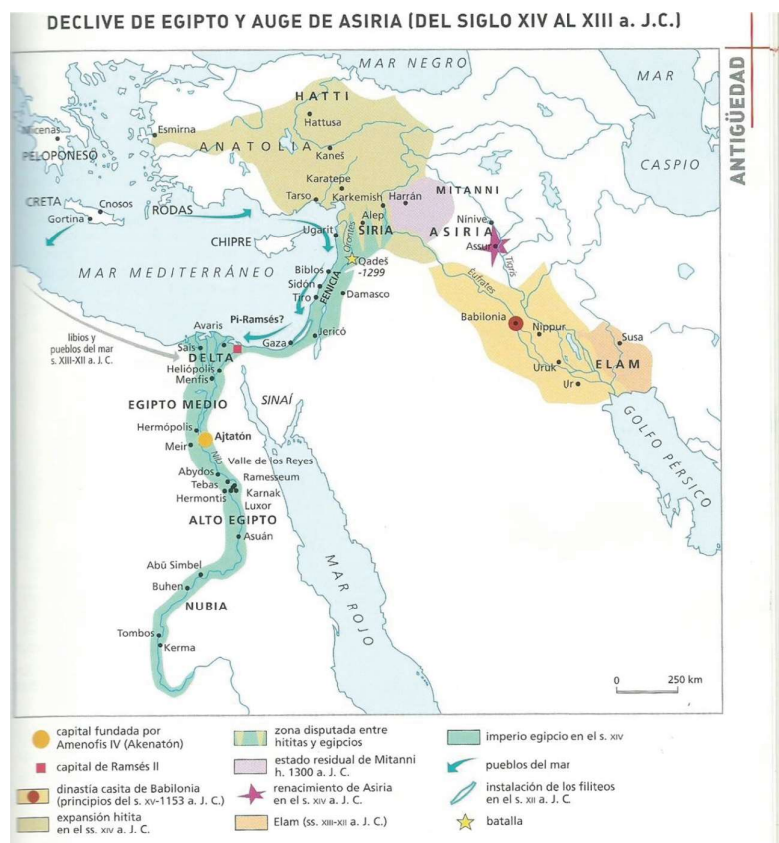 DECLIVE DE EGIPTO Y AUGE DE ASIRIA (DEL SIGLO XIV AL XIII a. J.C.)
ANTIGÜEDAD
MAR NEGRO
MAR
CASPIO
HATTI
Hattusa
Micenas
Esmirna
ANATOLIA
PELOPONESO
Kaneš
Karatepe
MITANNI
Tarso
Karkemish
Harrán
CRETA
Cnosos
Gortina
RODAS
Alep
Nínive
Ugarit
SIRIA
ASIRIA
CHIPRE
Orontes
Assur
Qadeš
-1299
MAR MEDITERRÁNEO
Biblos
Éufrates
Tigris
Sidón
FENICIA
Tiro
Damasco
Babilonia
Pi-Ramsés?
Nippur
Avaris
Jericó
Susa
libios y
pueblos del mar
s. XIII-XII a. J. C.
Sais
Gaza
DELTA
Uruk
ELAM
Heliópolis
Menfis
Ur
EGIPTO MEDIO
SINAÍ
GOLFO PÉRSICO
Hermópolis
Ajtatón
Meir
Nilo
Valle de los Reyes
Abydos
Ramesseum
Tebas
Karnak
Hermontis
Luxor
ALTO EGIPTO
Asuán
MAR ROJO
Abū Simbel
Buhen
NUBIA
Tombos
Kerma
0 250 km
capital fundada por
Amenofis IV (Akenatón)
capital de Ramsés II
dinastía casita de Babilonia
(principios del s. XV-1153 a. J. C.)
expansión hitita
en el ss. XIV a. J. C.
zona disputada entre
hititas y egipcios
estado residual de Mitanni
h. 1300 a. J. C.
renacimiento de Asiria
en el s. XIV a. J. C.
Elam (ss. XIII-XII a. J. C.)
imperio egipcio en el s. XIV
pueblos del mar
instalación de los filiteos
en el s. XII a. J. C.
batalla